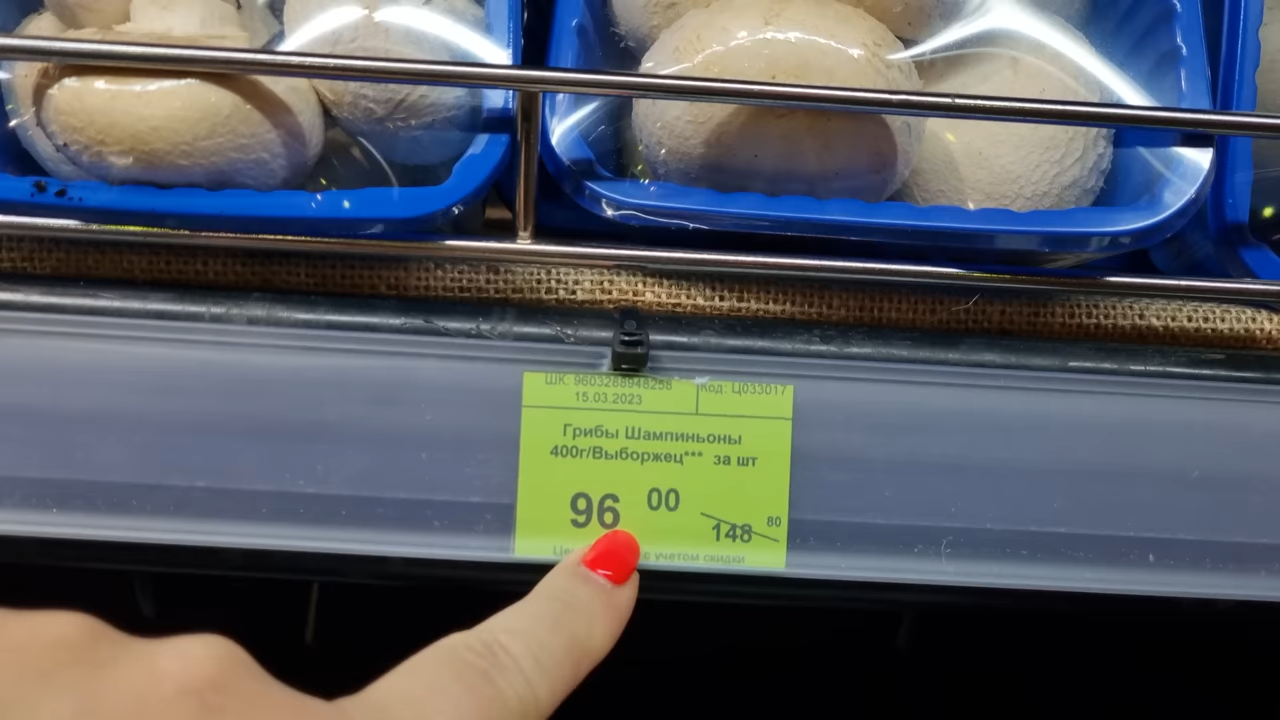 ШК: 9603288948258 Код: Ц033017
15.03.2023
Грибы Шампиньоны
400г/Выборжец*** за шт
96 00
148 80
с учетом скидки